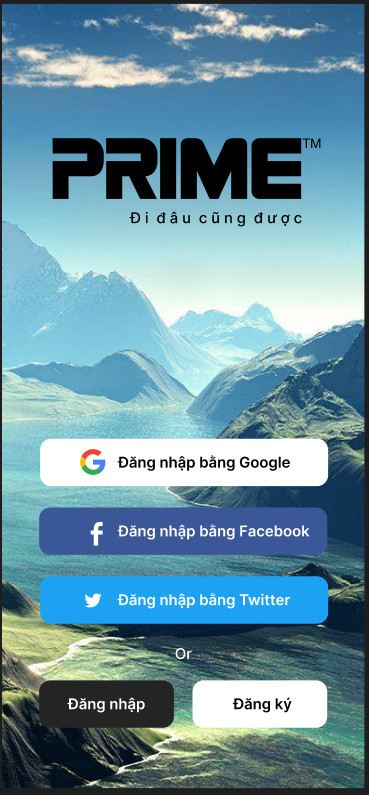 PRIME™
Đi đâu cũng được
Đăng nhập bằng Google
Đăng nhập bằng Facebook
Đăng nhập bằng Twitter
Or
Đăng nhập
Đăng ký